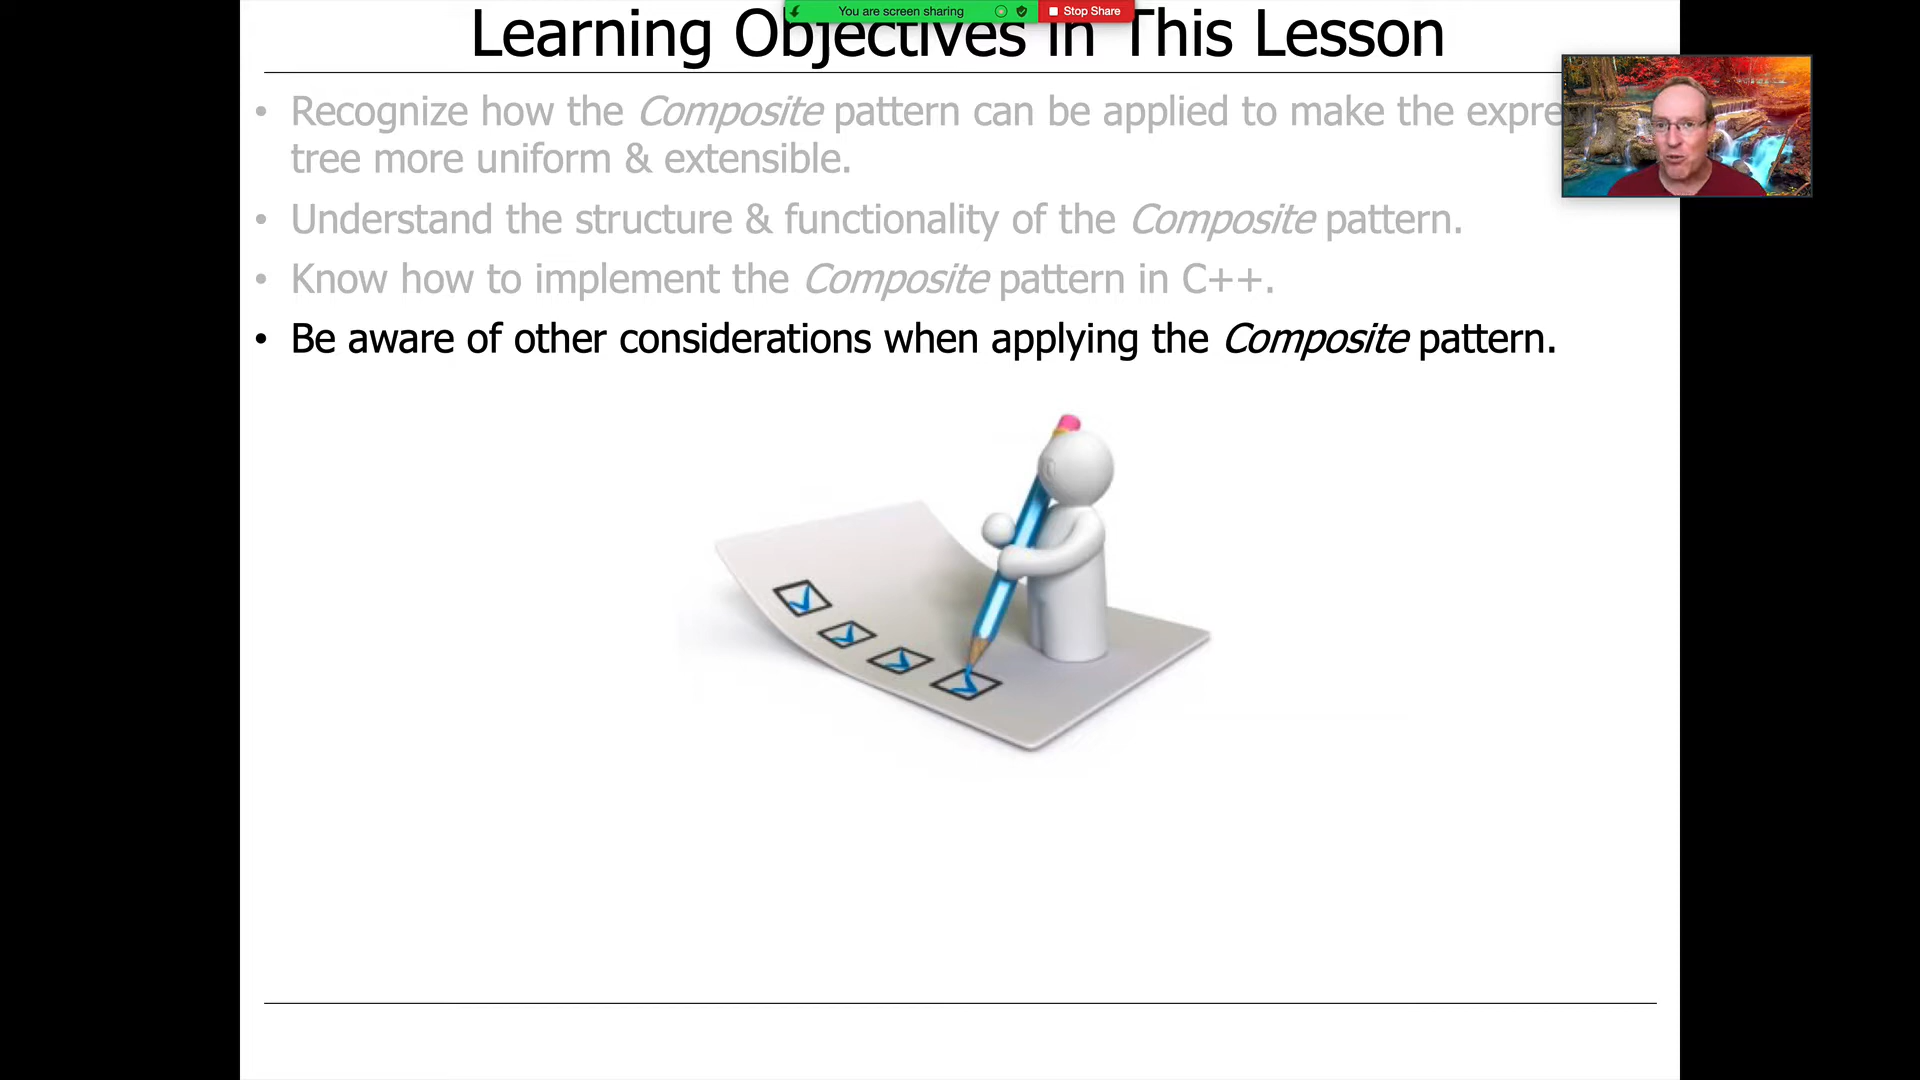 You are screen sharing Stop Share
Learning Objectives in This Lesson
• Recognize how the Composite pattern can be applied to make the expre
tree more uniform & extensible.
• Understand the structure & functionality of the Composite pattern.
• Know how to implement the Composite pattern in C++.
• Be aware of other considerations when applying the Composite pattern.